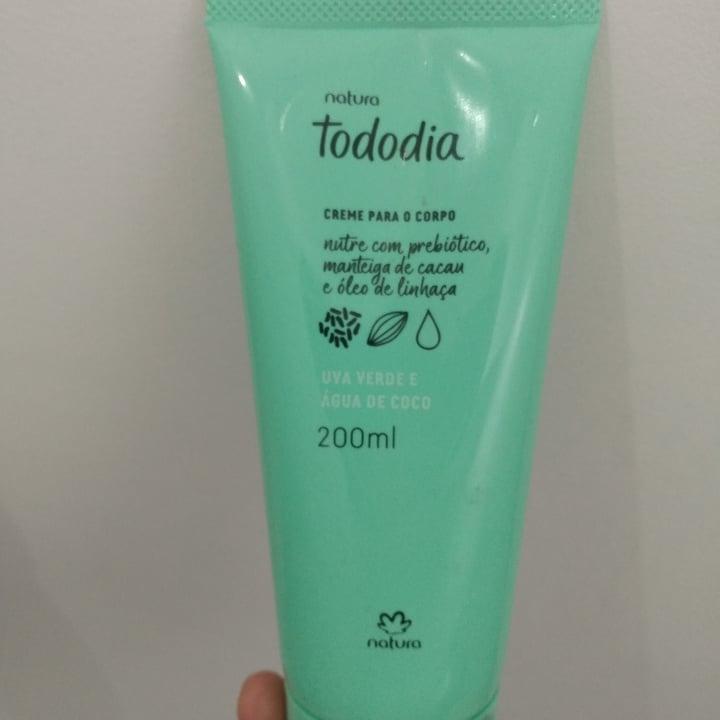 natura
Tododia
CREME PARA O CORPO
nutre com prebiótico,
manteiga de cacau
e óleo de linhaça
UVA VERDE E
ÁGUA DE COCO
200ml
natura